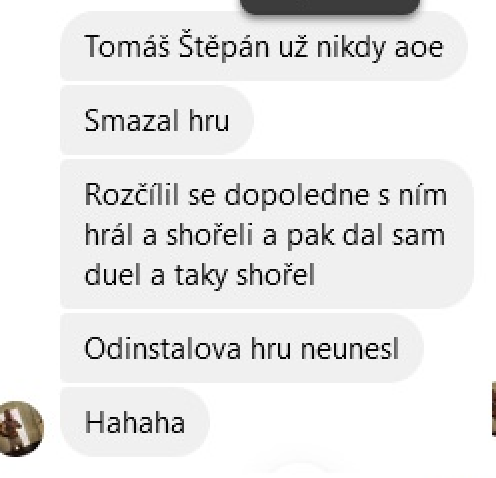 Tomáš Štěpán už nikdy aoe
Smazal hru
Rozčílil se dopoledne s ním
hrál a shořeli a pak dal sam
duel a taky shořel
Odinstalova hru neunesl
Hahaha